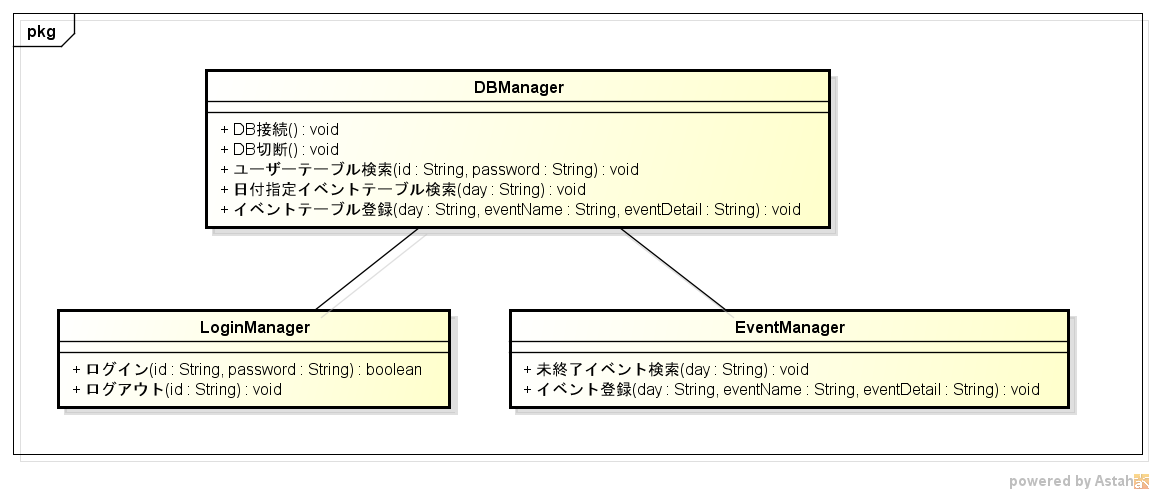 pkg
DBManager
+ DB接続() : void
+ DB切断() : void
+ ユーザーテーブル検索(id : String, password : String) : void
+ 日付指定イベントテーブル検索(day : String) : void
+ イベントテーブル登録(day : String, eventName : String, eventDetail : String) : void
LoginManager
+ ログイン(id : String, password : String) : boolean
+ ログアウト(id : String) : void
EventManager
+ 未終了イベント検索(day : String) : void
+ イベント登録(day : String, eventName : String, eventDetail : String) : void
powered by Astah